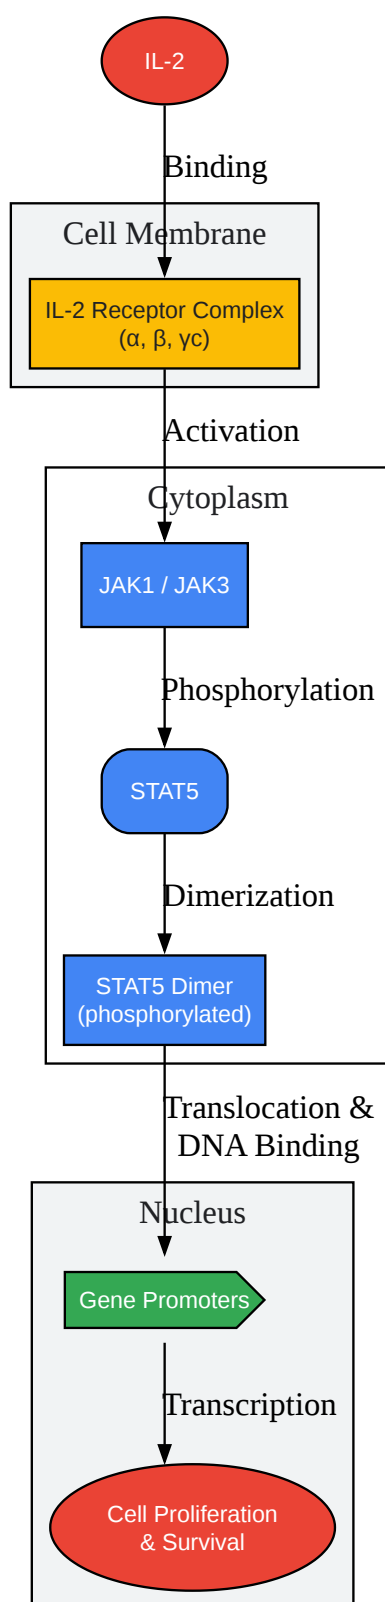 IL-2
Binding
Cell Membrane
IL-2 Receptor Complex
(α, β, γc)
Activation
Cytoplasm
JAK1 / JAK3
Phosphorylation
STAT5
Dimerization
STAT5 Dimer
(phosphorylated)
Translocation &
DNA Binding
Nucleus
Gene Promoters
Transcription
Cell Proliferation
& Survival